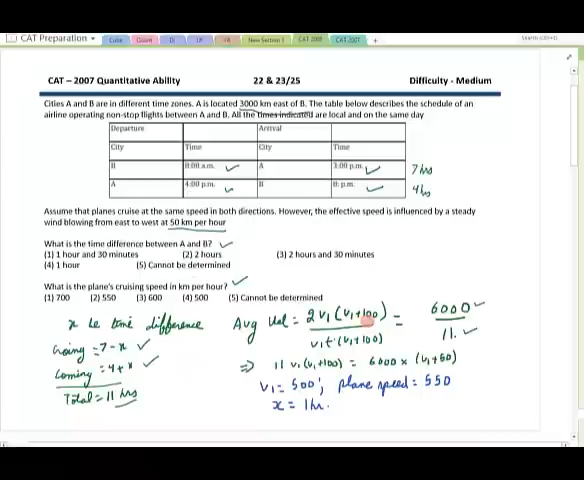 CAT Preparation
CAT 2008
CAT 2007
CAT – 2007 Quantitative Ability
22 & 23/25
Difficulty - Medium
Cities A and B are in different time zones. A is located 3000 km east of B. The table below describes the schedule of an
airline operating non-stop flights between A and B. All the times indicated are local and on the same day
Departure Arrival
City Time City Time
B 8:00 a.m. A 3:00 p.m. 7 hrs
A 4:00 p.m. B 8: p.m. 4 hrs
Assume that planes cruise at the same speed in both directions. However, the effective speed is influenced by a steady
wind blowing from east to west at 50 km per hour
What is the time difference between A and B?
(1) 1 hour and 30 minutes (2) 2 hours (3) 2 hours and 30 minutes
(4) 1 hour (5) Cannot be determined
What is the plane's cruising speed in km per hour?
(1) 700 (2) 550 (3) 600 (4) 500 (5) Cannot be determined
x be time difference
Going = 7 - x
Coming = 4 + x
Total = 11 hrs
Avg Vel = 2V1(V1+100) / V1+(V1+100) = 6000 / 11
⇒ 11 V1(V1+100) = 6000 × (V1+50)
V1 = 500; plane speed = 550
x = 1hr.